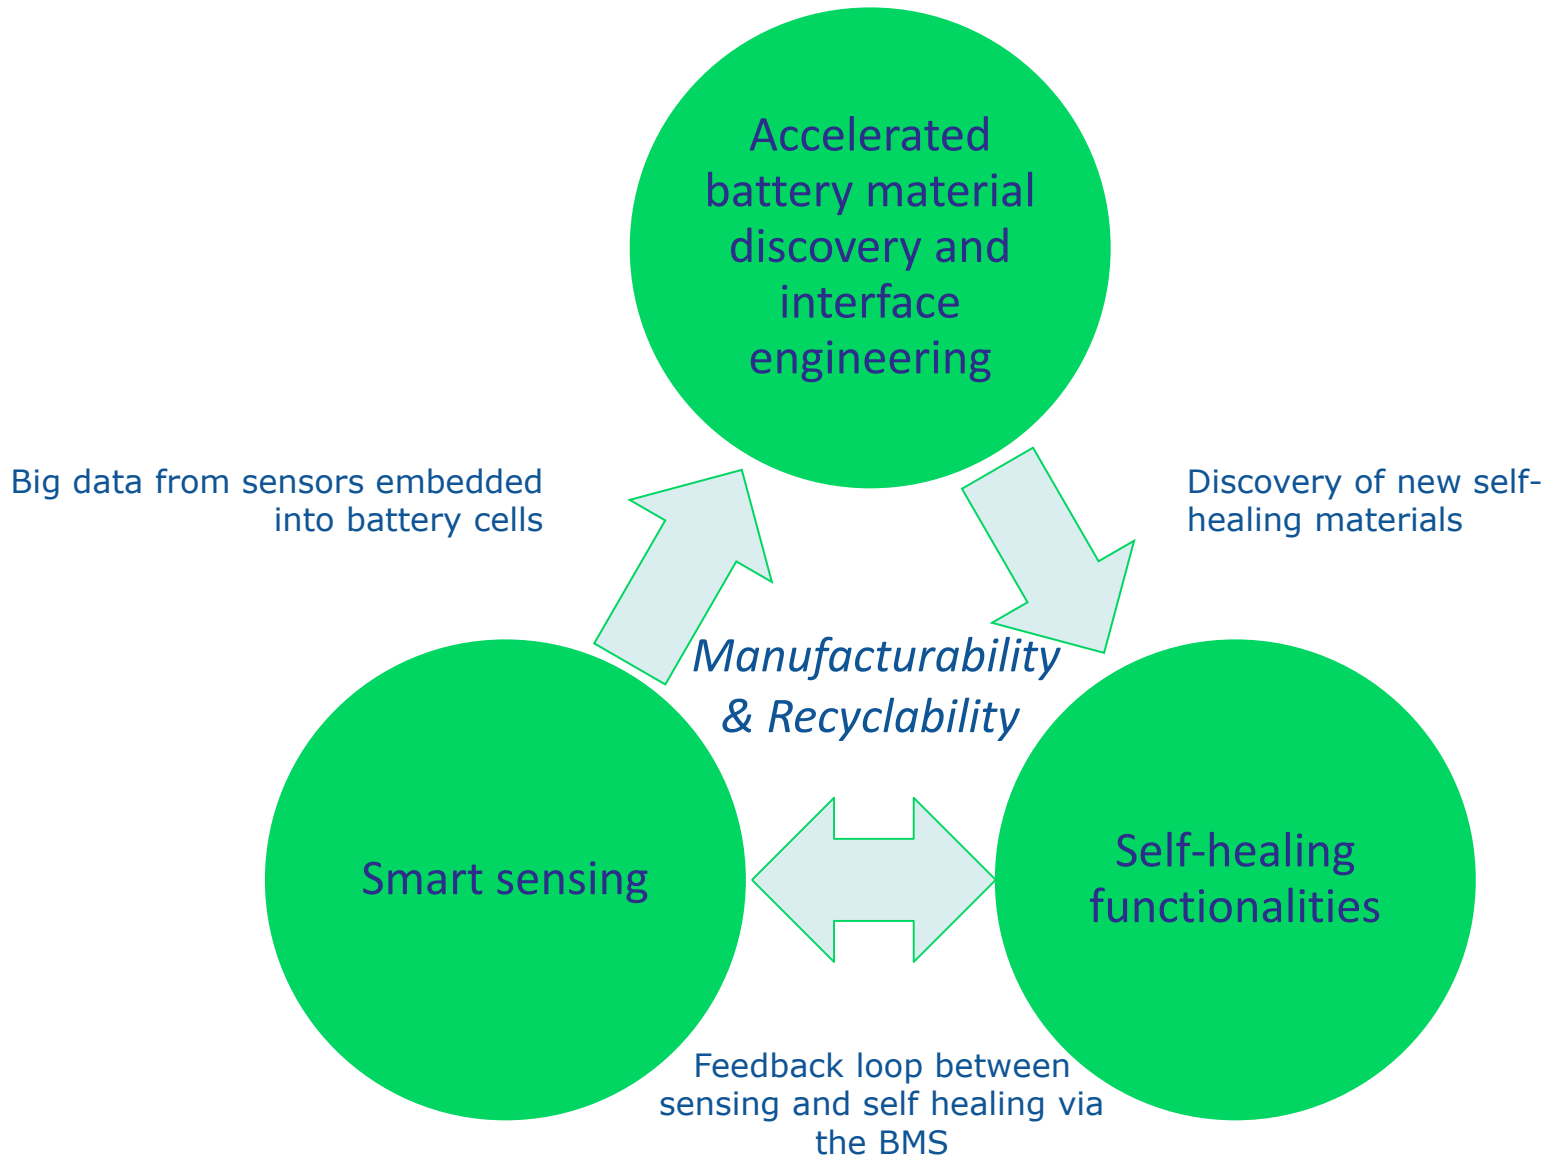 Accelerated
battery material
discovery and
interface
engineering
Big data from sensors embedded
into battery cells
Discovery of new self-
healing materials
Manufacturability
& Recyclability
Smart sensing
Self-healing
functionalities
Feedback loop between
sensing and self healing via
the BMS